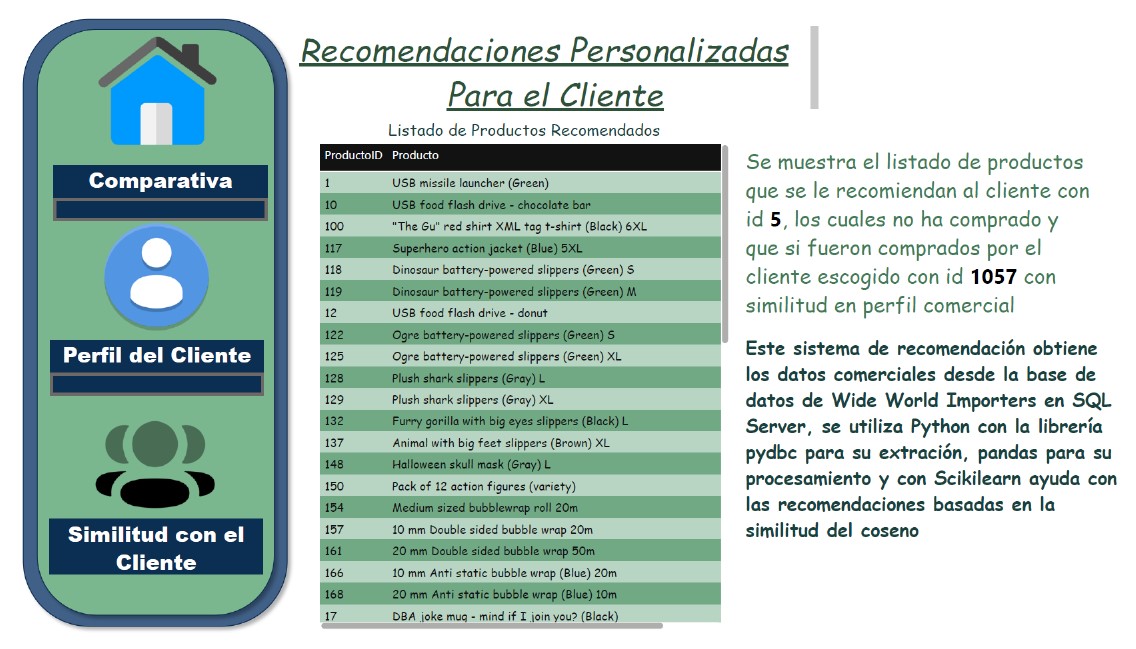 Recomendaciones Personalizadas
Para el Cliente
Listado de Productos Recomendados
Comparativa
Perfil del Cliente
Similitud con el
Cliente
ProductoID Producto
1 USB missile launcher (Green)
10 USB food flash drive - chocolate bar
100 "The Gu" red shirt XML tag t-shirt (Black) 6XL
117 Superhero action jacket (Blue) 5XL
118 Dinosaur battery-powered slippers (Green) S
119 Dinosaur battery-powered slippers (Green) M
12 USB food flash drive - donut
122 Ogre battery-powered slippers (Green) S
125 Ogre battery-powered slippers (Green) XL
128 Plush shark slippers (Gray) L
129 Plush shark slippers (Gray) XL
132 Furry gorilla with big eyes slippers (Black) L
137 Animal with big feet slippers (Brown) XL
148 Halloween skull mask (Gray) L
150 Pack of 12 action figures (variety)
154 Medium sized bubblewrap roll 20m
157 10 mm Double sided bubble wrap 20m
161 20 mm Double sided bubble wrap 50m
166 10 mm Anti static bubble wrap (Blue) 20m
168 20 mm Anti static bubble wrap (Blue) 10m
17 DBA joke mug - mind if I join you? (Black)
Se muestra el listado de productos
que se le recomiendan al cliente con
id 5, los cuales no ha comprado y
que si fueron comprados por el
cliente escogido con id 1057 con
similitud en perfil comercial
Este sistema de recomendación obtiene
los datos comerciales desde la base de
datos de Wide World Importers en SQL
Server, se utiliza Python con la librería
pydbc para su extración, pandas para su
procesamiento y con Scikilearn ayuda con
las recomendaciones basadas en la
similitud del coseno